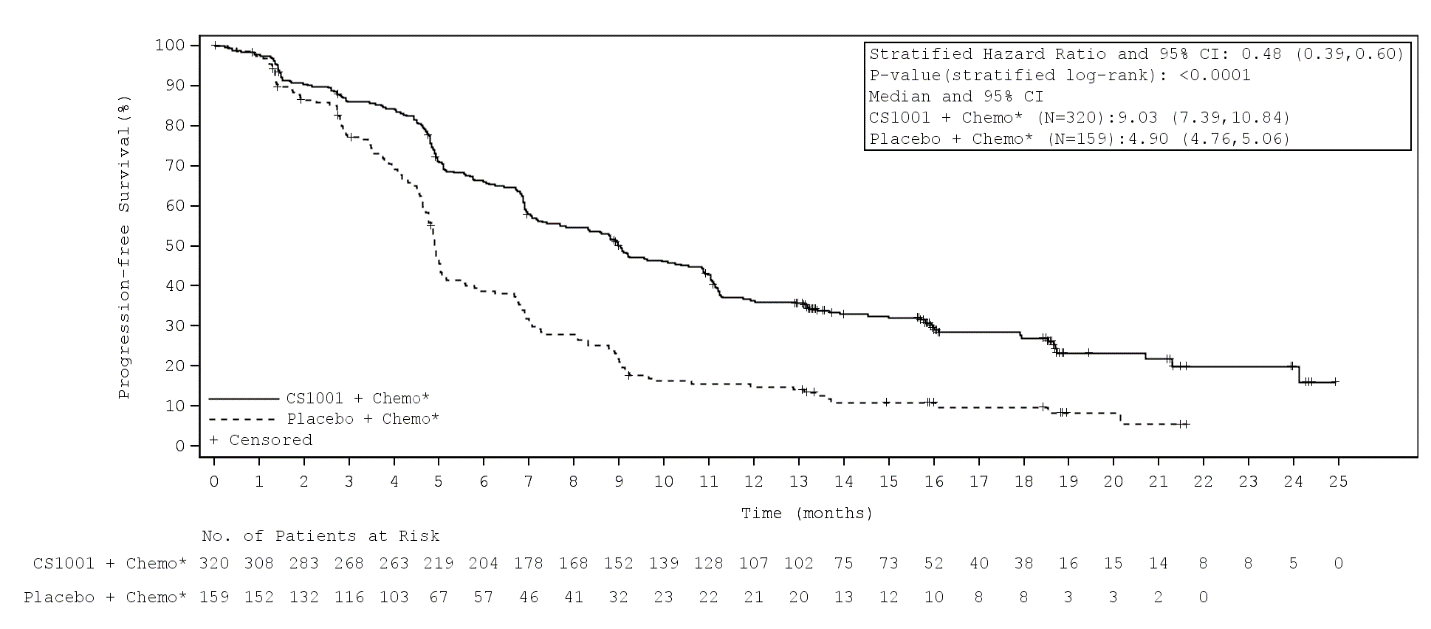 Stratified Hazard Ratio and 95% CI: 0.48 (0.39,0.60)
P-value(stratified log-rank): <0.0001
Median and 95% CI
CS1001 + Chemo* (N=320):9.03 (7.39,10.84)
Placebo + Chemo* (N=159):4.90 (4.76,5.06)
Progression-free Survival(%)
100
90
80
70
60
50
40
30
20
10
0
CS1001 + Chemo*
Placebo + Chemo*
+ Censored
0 1 2 3 4 5 6 7 8 9 10 11 12 13 14 15 16 17 18 19 20 21 22 23 24 25
Time (months)
No. of Patients at Risk
CS1001 + Chemo* 320 308 283 268 263 219 204 178 168 152 139 128 107 102 75 73 52 40 38 16 15 14 8 8 5 0
Placebo + Chemo* 159 152 132 116 103 67 57 46 41 32 23 22 21 20 13 12 10 8 8 3 3 2 0